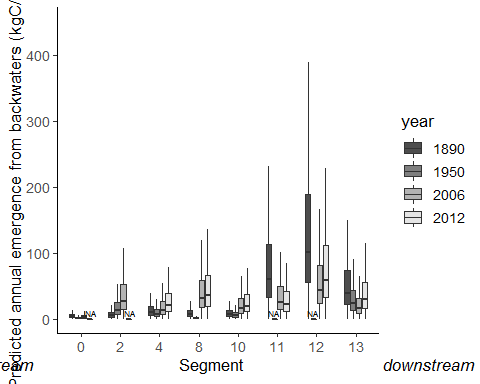 Predicted annual emergence from backwaters (kgC/
400
300
200
100
0
NA NA NA NA
0 2 4 8 10 11 12 13
Segment
downstream
year
1890
1950
2006
2012